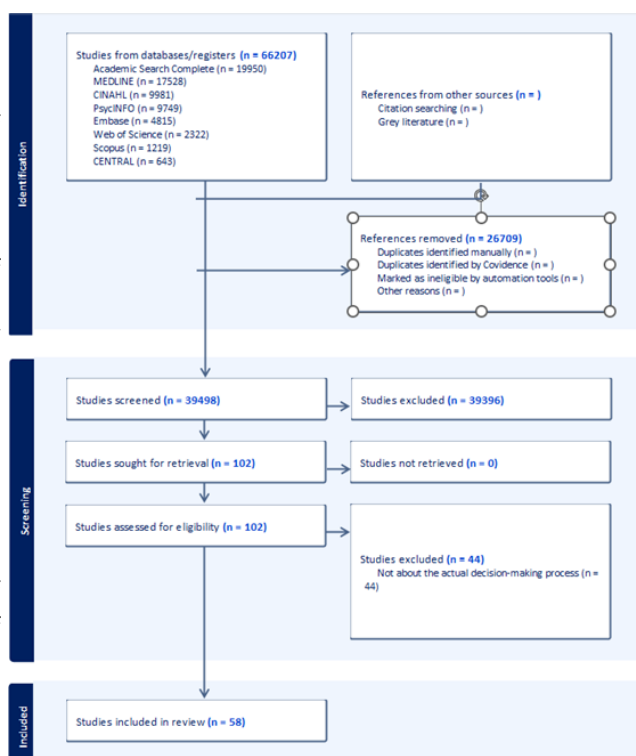 Identification
Studies from databases/registers (n = 66207)
Academic Search Complete (n = 19950)
MEDLINE (n = 17528)
CINAHL (n = 9981)
PsycINFO (n = 9749)
Embase (n = 4815)
Web of Science (n = 2322)
Scopus (n = 1219)
CENTRAL (n = 643)
References from other sources (n = )
Citation searching (n = )
Grey literature (n = )
References removed (n = 26709)
Duplicates identified manually (n = )
Duplicates identified by Covidence (n = )
Marked as ineligible by automation tools (n = )
Other reasons (n = )
Screening
Studies screened (n = 39498)
Studies excluded (n = 39396)
Studies sought for retrieval (n = 102)
Studies not retrieved (n = 0)
Studies assessed for eligibility (n = 102)
Studies excluded (n = 44)
Not about the actual decision-making process (n =
44)
Included
Studies included in review (n = 58)